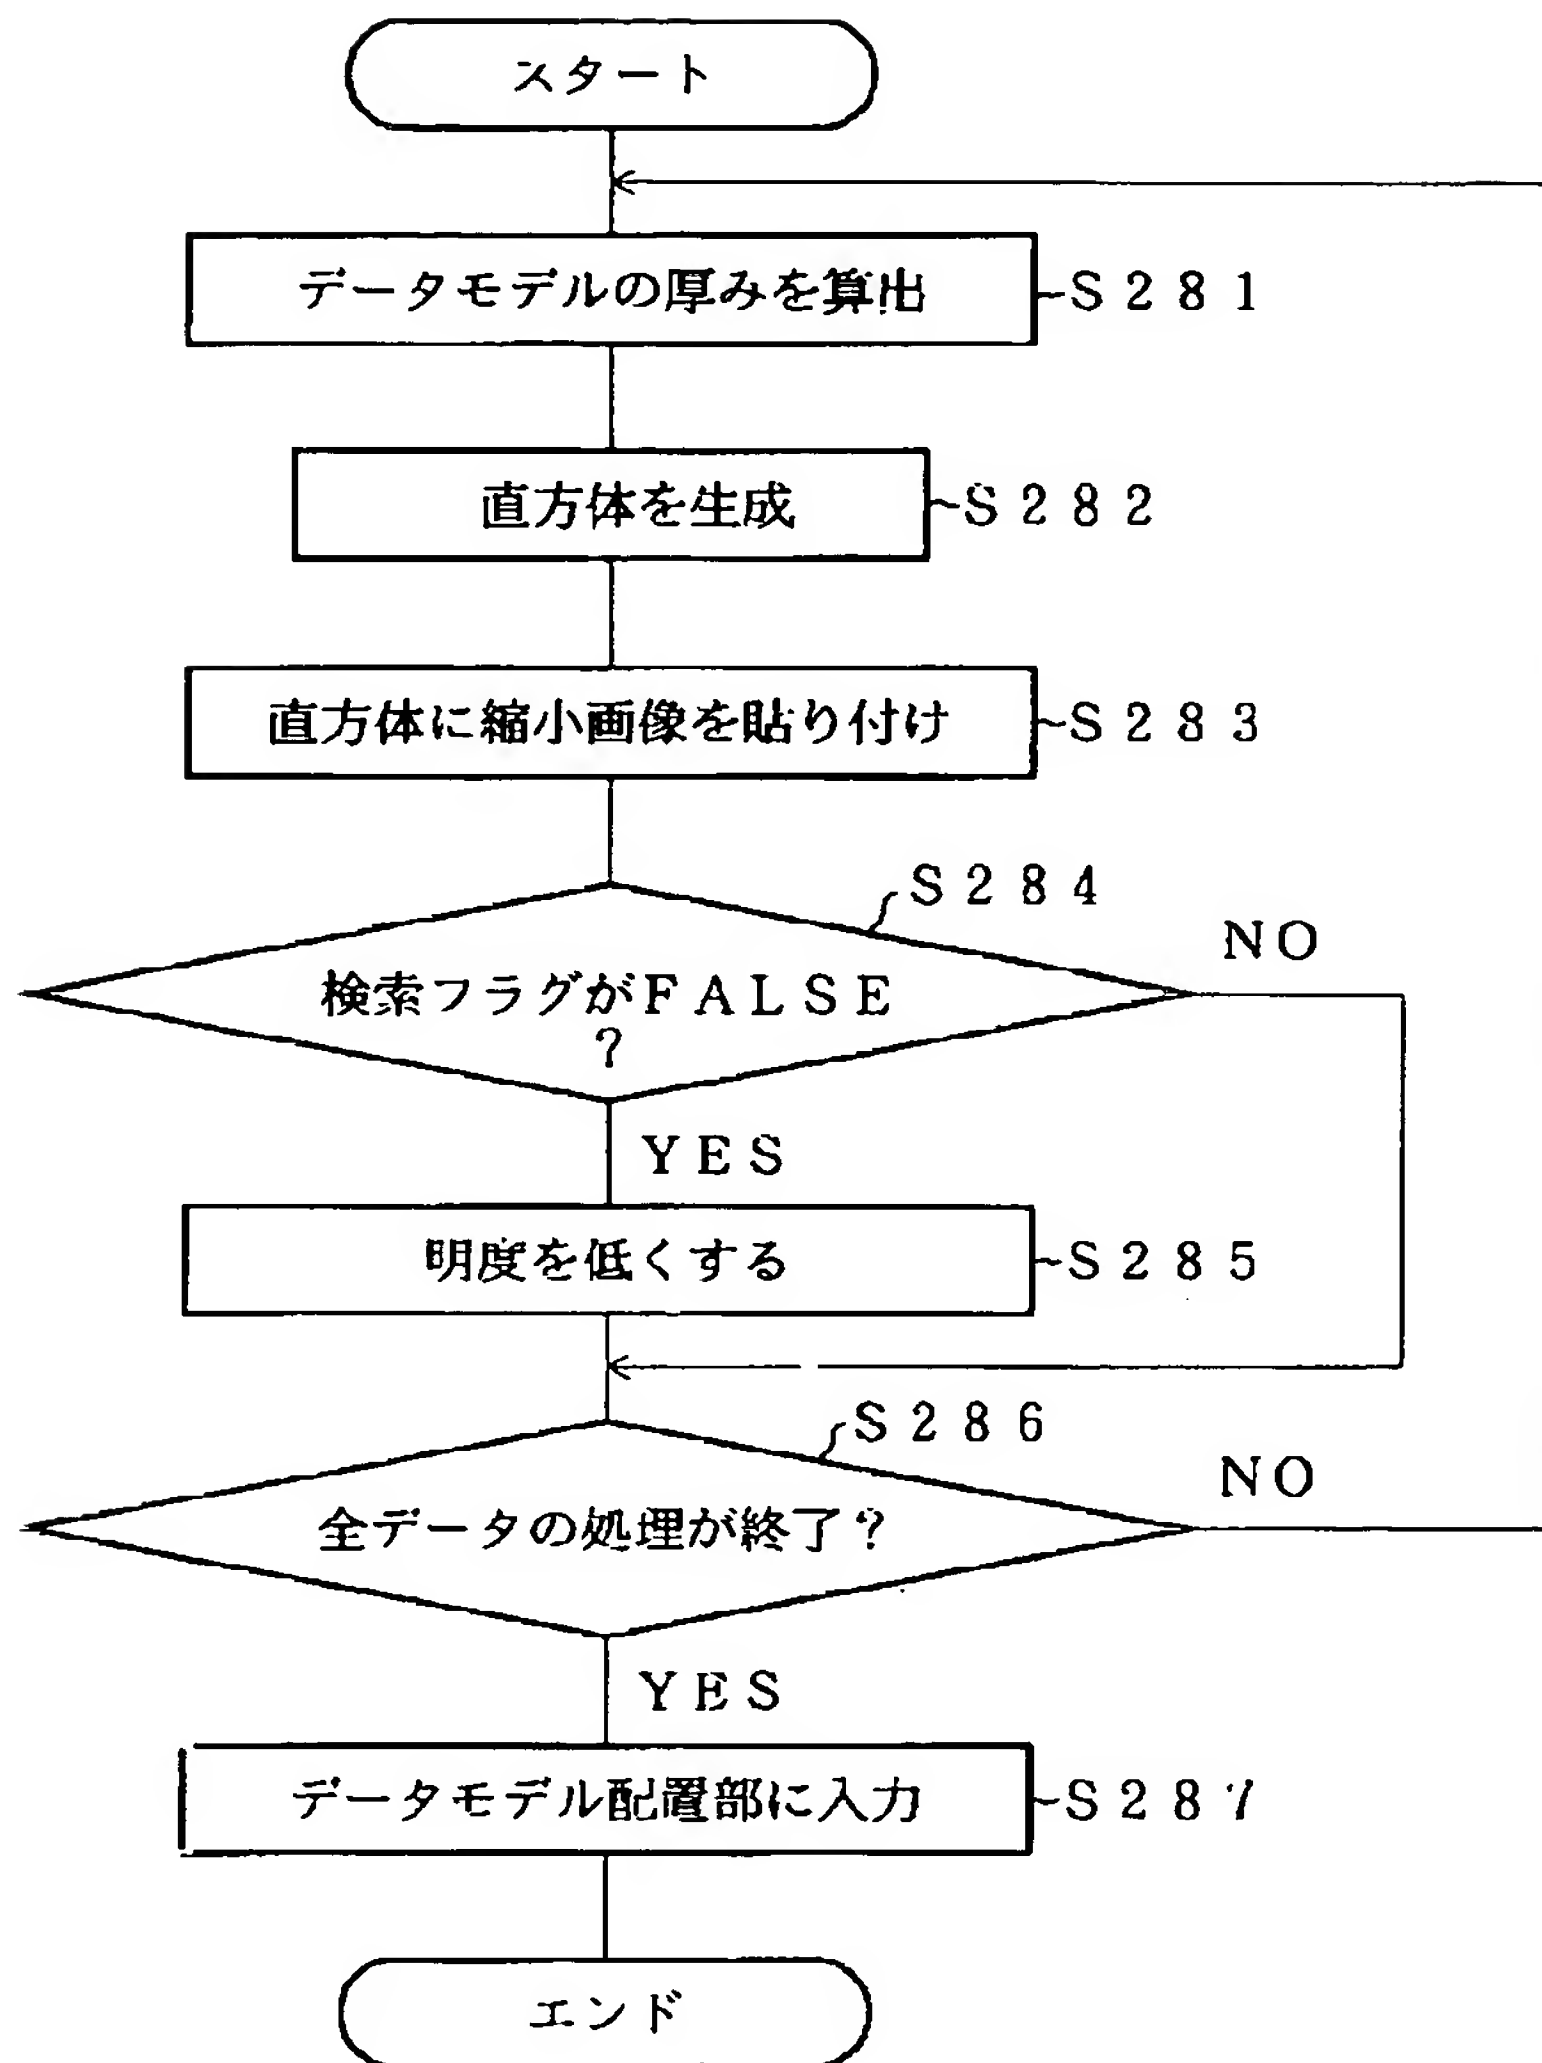 スタート
データモデルの厚みを算出
S281
直方体を生成
S282
直方体に縮小画像を貼り付け
S283
S284
NO
検索フラグがFALSE
?
YES
明度を低くする
S285
S286
NO
全データの処理が終了?
YES
データモデル配置部に入力
S287
エンド